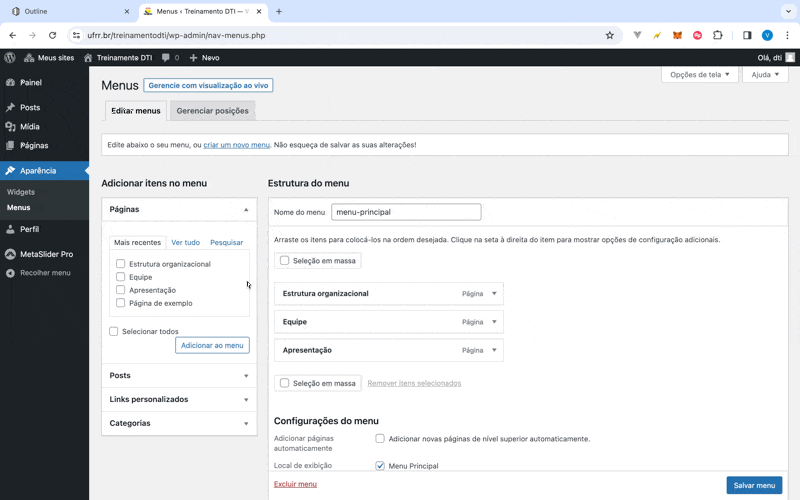 Outline
Menus ‹ Treinamento DTI — V
ufrr.br/treinamentodti/wp-admin/nav-menus.php
V
Meus sites
Treinamento DTI
0
Novo
Olá, dti
Painel
Posts
Mídia
Páginas
Aparência
Widgets
Menus
Perfil
MetaSlider Pro
Recolher menu
Opções de tela
Ajuda
Menus
Gerencie com visualização ao vivo
Editar menus
Gerenciar posições
Edite abaixo o seu menu, ou criar um novo menu. Não esqueça de salvar as suas alterações!
Adicionar itens no menu
Páginas
Mais recentes
Ver tudo
Pesquisar
Estrutura organizacional
Equipe
Apresentação
Página de exemplo
Selecionar todos
Adicionar ao menu
Posts
Links personalizados
Categorias
Estrutura do menu
Nome do menu
menu-principal
Arraste os itens para colocá-los na ordem desejada. Clique na seta à direita do item para mostrar opções de configuração adicionais.
Seleção em massa
Estrutura organizacional
Página
Equipe
Página
Apresentação
Página
Seleção em massa
Remover itens selecionados
Configurações do menu
Adicionar páginas
automaticamente
Adicionar novas páginas de nível superior automaticamente.
Local de exibição
Menu Principal
Excluir menu
Salvar menu